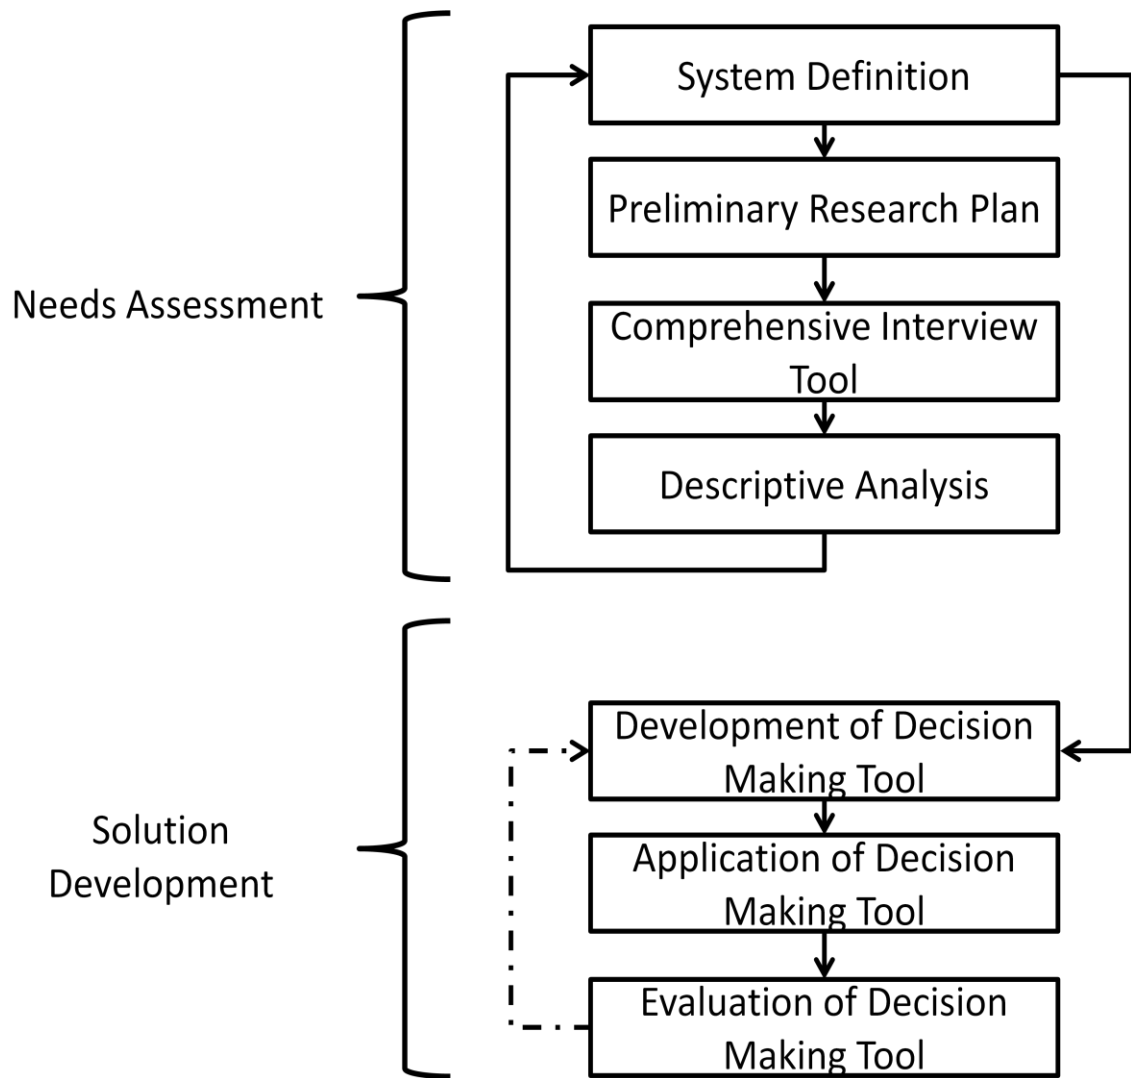 System Definition
Preliminary Research Plan
Needs Assessment
Comprehensive Interview
Tool
Descriptive Analysis
Development of Decision
Making Tool
Solution
Development
Application of Decision
Making Tool
Evaluation of Decision
Making Tool